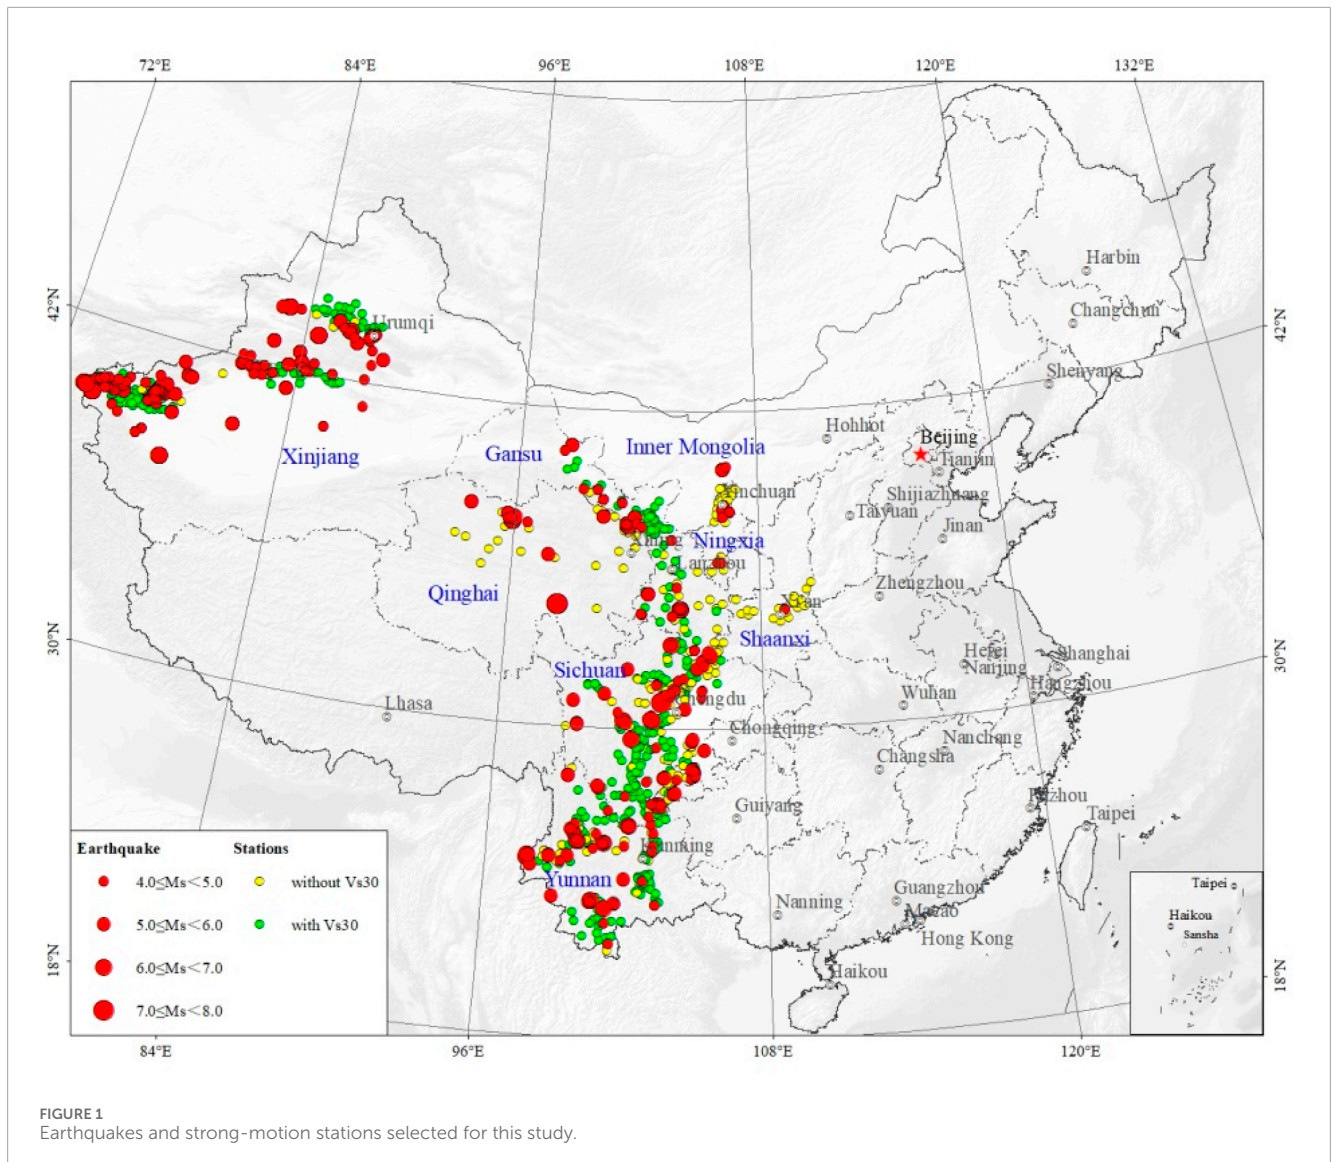 72°E 84°E 96°E 108°E 120°E 132°E
Harbin
42°N
Changchun
42°N
Urumqi
Shenyang
Hohhot
Beijing
Inner Mongolia
Gansu
Xinjiang
Tianjin
Yinchuan
Shijiazhuang
Taiyuan
Jinan
Xining
Ningxia
Lanzhou
Zhengzhou
Qinghai
Xi'an
Shaanxi
30°N
30°N
Hefei
Shanghai
Nanjing
Sichuan
Hangzhou
Wuhan
Lhasa
Chengdu
Chongqing
Nanchang
Changsha
Fuzhou
Guiyang
Taipei
Kunming
Earthquake Stations
4.0≤Ms<5.0 without Vs30
5.0≤Ms<6.0 with Vs30
6.0≤Ms<7.0
7.0≤Ms<8.0
Yunnan
Guangzhou
Nanning
Macao
Hong Kong
Haikou
Taipei
Haikou
Sansha
18°N
18°N
84°E 96°E 108°E 120°E
FIGURE 1
Earthquakes and strong-motion stations selected for this study.